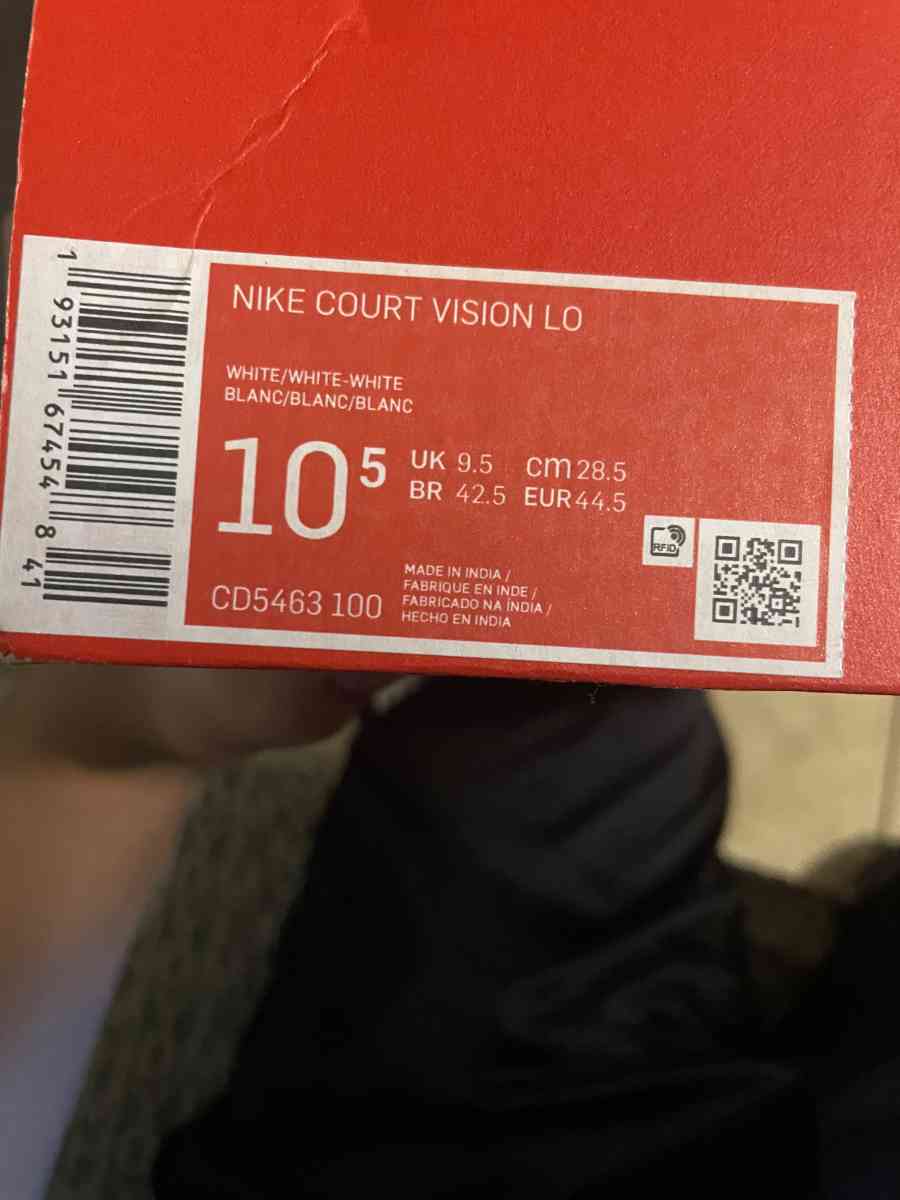 NIKE COURT VISION LO
WHITE/WHITE-WHITE
BLANC/BLANC/BLANC
10 5
UK 9.5 cm 28.5
BR 42.5 EUR 44.5
CD5463 100
MADE IN INDIA /
FABRIQUE EN INDE /
FABRICADO NA ÍNDIA /
HECHO EN INDIA
RFID
1 93151 67454 8 41